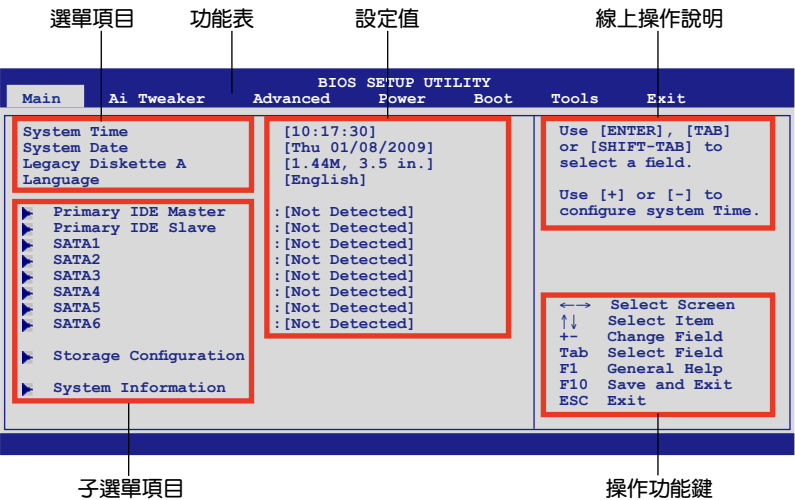 選單項目 功能表 設定值 線上操作說明
BIOS SETUP UTILITY
Main Ai Tweaker Advanced Power Boot Tools Exit
System Time [10:17:30]
System Date [Thu 01/08/2009]
Legacy Diskette A [1.44M, 3.5 in.]
Language [English]
Primary IDE Master :[Not Detected]
Primary IDE Slave :[Not Detected]
SATA1 :[Not Detected]
SATA2 :[Not Detected]
SATA3 :[Not Detected]
SATA4 :[Not Detected]
SATA5 :[Not Detected]
SATA6 :[Not Detected]
Storage Configuration
System Information
Use [ENTER], [TAB]
or [SHIFT-TAB] to
select a field.
Use [+] or [-] to
configure system Time.
←→ Select Screen
↑↓ Select Item
+- Change Field
Tab Select Field
F1 General Help
F10 Save and Exit
ESC Exit
子選單項目 操作功能鍵